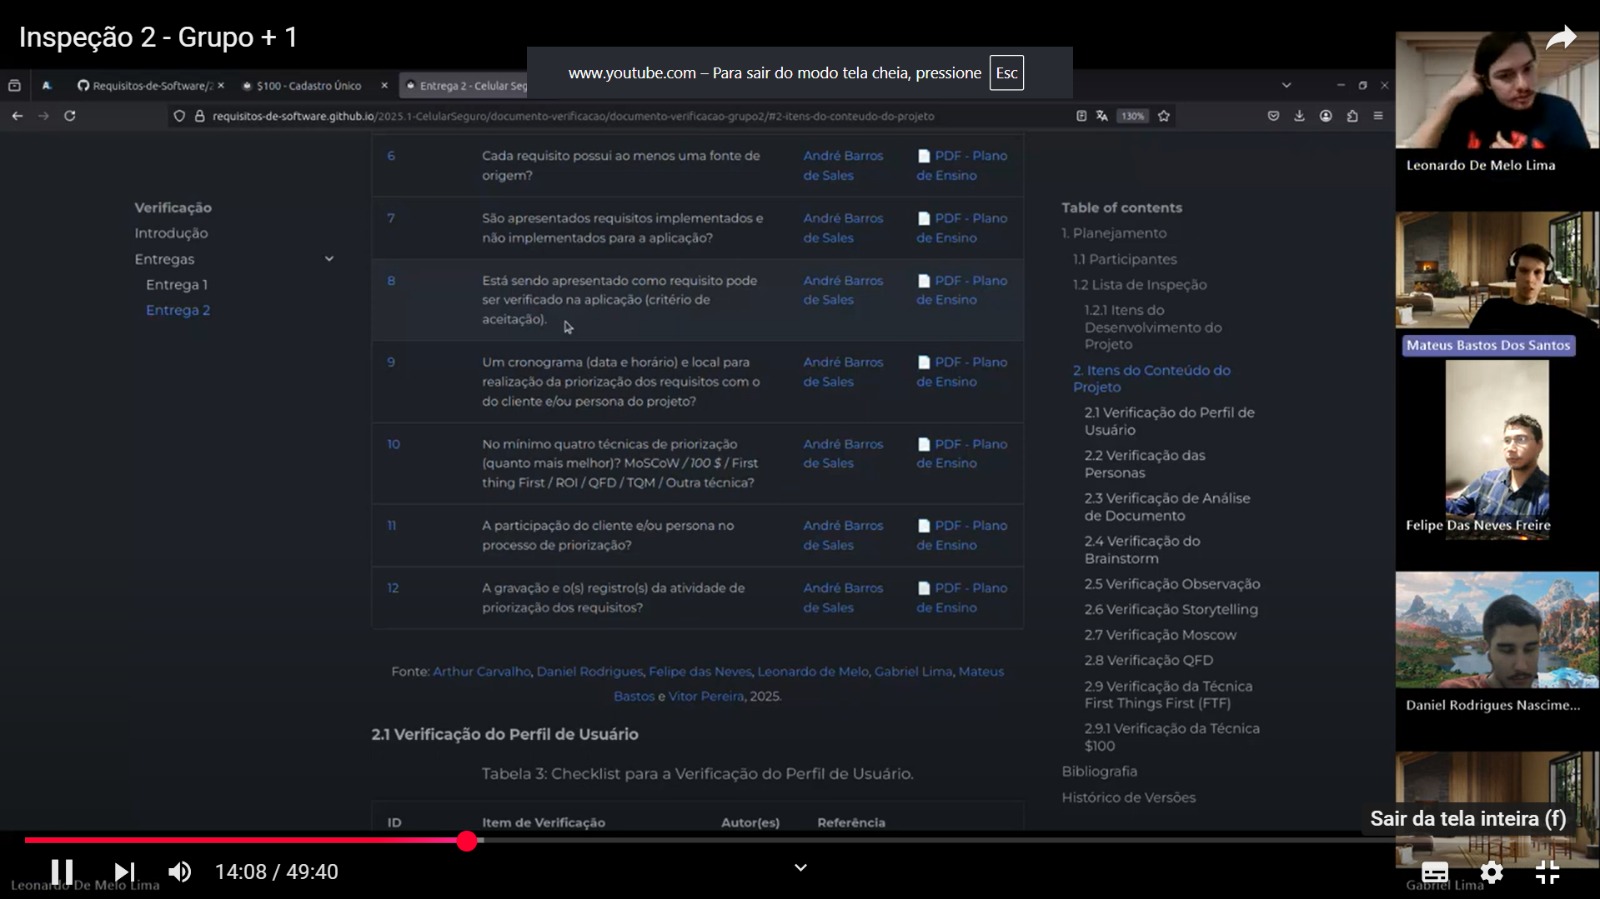 Inspeção 2 - Grupo + 1
www.youtube.com – Para sair do modo tela cheia, pressione Esc
Requisitos-de-Software/
$100 - Cadastro Único
Entrega 2 - Celular Seg
requisitos-de-software.github.io/2025.1-CelularSeguro/documento-verificacao/documento-verificacao-grupo2/#2-itens-do-conteudo-do-projeto
130%
Verificação
Introdução
Entregas
Entrega 1
Entrega 2
6
Cada requisito possui ao menos uma fonte de
origem?
André Barros
de Sales
PDF - Plano
de Ensino
7
São apresentados requisitos implementados e
não implementados para a aplicação?
André Barros
de Sales
PDF - Plano
de Ensino
8
Está sendo apresentado como requisito pode
ser verificado na aplicação (critério de
aceitação).
André Barros
de Sales
PDF - Plano
de Ensino
9
Um cronograma (data e horário) e local para
realização da priorização dos requisitos com o
do cliente e/ou persona do projeto?
André Barros
de Sales
PDF - Plano
de Ensino
10
No mínimo quatro técnicas de priorização
(quanto mais melhor)? MoSCoW / 100 $ / First
thing First / ROI / QFD / TQM / Outra técnica?
André Barros
de Sales
PDF - Plano
de Ensino
11
A participação do cliente e/ou persona no
processo de priorização?
André Barros
de Sales
PDF - Plano
de Ensino
12
A gravação e o(s) registro(s) da atividade de
priorização dos requisitos?
André Barros
de Sales
PDF - Plano
de Ensino
Fonte: Arthur Carvalho, Daniel Rodrigues, Felipe das Neves, Leonardo de Melo, Gabriel Lima, Mateus
Bastos e Vitor Pereira, 2025.
2.1 Verificação do Perfil de Usuário
Tabela 3: Checklist para a Verificação do Perfil de Usuário.
ID
Item de Verificação
Autor(es)
Referência
Table of contents
1. Planejamento
1.1 Participantes
1.2 Lista de Inspeção
1.2.1 Itens do
Desenvolvimento do
Projeto
2. Itens do Conteúdo do
Projeto
2.1 Verificação do Perfil de
Usuário
2.2 Verificação das
Personas
2.3 Verificação de Análise
de Documento
2.4 Verificação do
Brainstorm
2.5 Verificação Observação
2.6 Verificação Storytelling
2.7 Verificação Moscow
2.8 Verificação QFD
2.9 Verificação da Técnica
First Things First (FTF)
2.9.1 Verificação da Técnica
$100
Bibliografia
Histórico de Versões
Leonardo De Melo Lima
Mateus Bastos Dos Santos
Felipe Das Neves Freire
Daniel Rodrigues Nascime...
Sair da tela inteira (f)
14:08 / 49:40
Leonardo De Melo Lima
Gabriel Lima